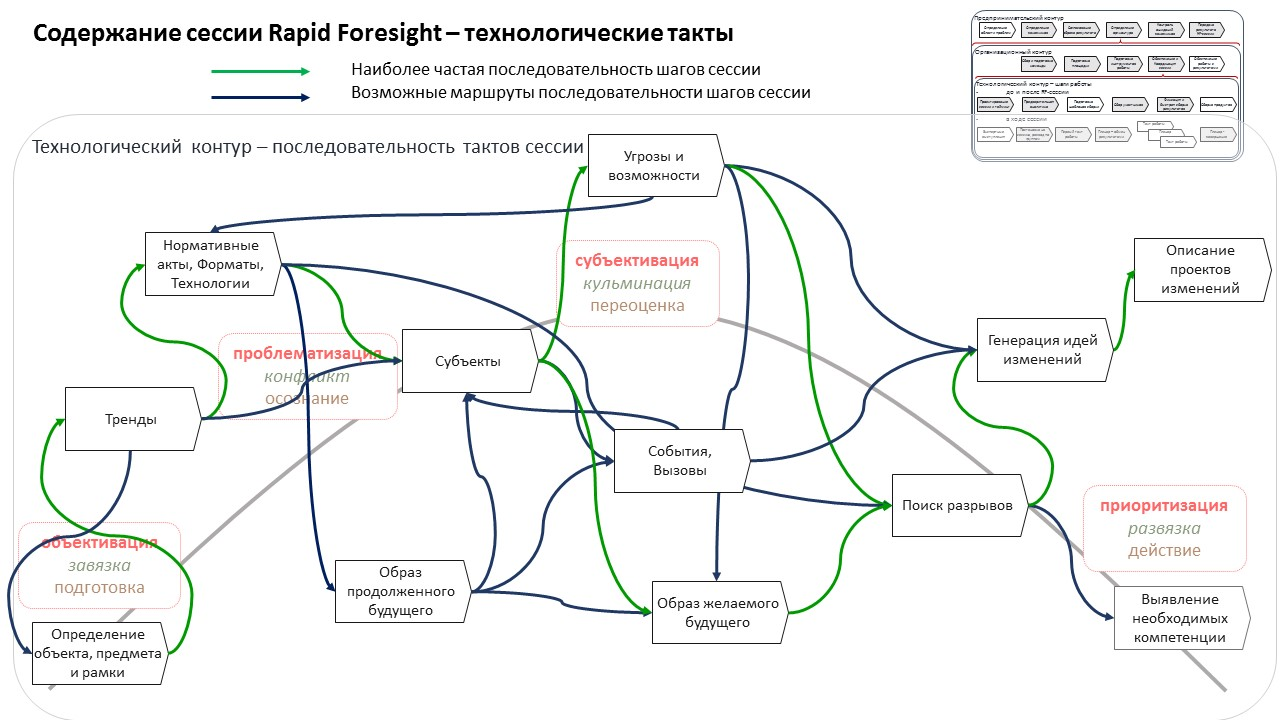 Содержание сессии Rapid Foresight – технологические такты
Наиболее частая последовательность шагов сессии
Возможные маршруты последовательности шагов сессии
Предпринимательский контур
Организационный контур
Технологический контур – шаги работы
до и после RF-сессии
в ходе сессии
Технологический контур – последовательность тактов сессии
Угрозы и
возможности
Нормативные
акты, Форматы,
Технологии
субъективация
кульминация
переоценка
Описание
проектов
изменений
Генерация идей
изменений
проблематизация
конфликт
осознание
Субъекты
Тренды
События,
Вызовы
Поиск разрывов
приоритизация
развязка
действие
объективация
завязка
подготовка
Образ
продолженного
будущего
Образ желаемого
будущего
Выявление
необходимых
компетенции
Определение
объекта, предмета
и рамки